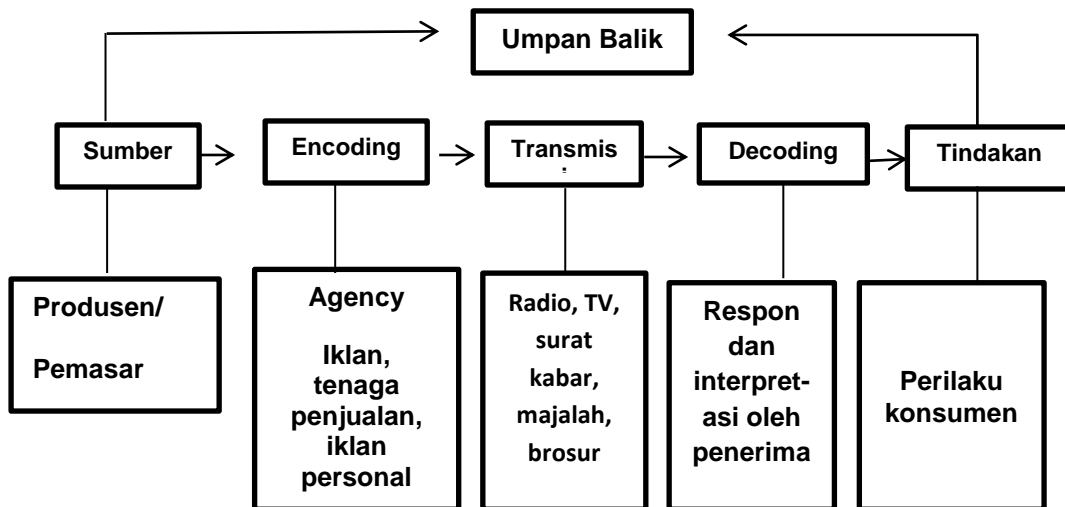 Umpan Balik
Sumber
Encoding
Transmis
Decoding
Tindakan
Produsen/
Pemasar
Agency
Iklan,
tenaga
penjualan,
iklan
personal
Radio, TV,
surat
kabar,
majalah,
brosur
Respon
dan
interpret-
asi oleh
penerima
Perilaku
konsumen